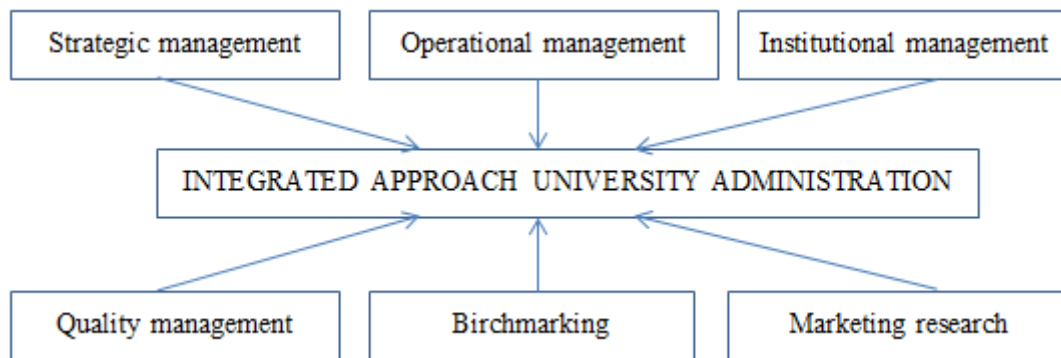 Strategic management
Operational management
Institutional management
INTEGRATED APPROACH UNIVERSITY ADMINISTRATION
Quality management
Birchmarking
Marketing research